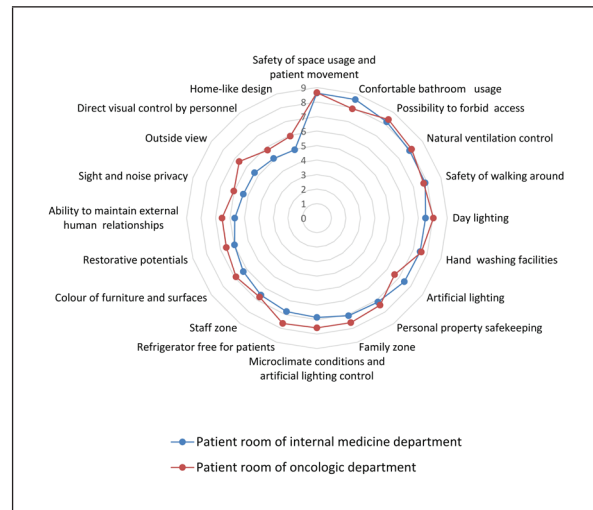 Safety of space usage and
patient movement
Home-like design
Confortable bathroom usage
Direct visual control by personnel
Possibility to forbid access
Outside view
Natural ventilation control
Sight and noise privacy
Safety of walking around
Ability to maintain external
human relationships
Day lighting
Restorative potentials
Hand washing facilities
Colour of furniture and surfaces
Artificial lighting
Staff zone
Personal property safekeeping
Refrigerator free for patients
Family zone
Microclimate conditions and
artificial lighting control
9
8
7
6
5
4
3
2
1
0
Patient room of internal medicine department
Patient room of oncologic department